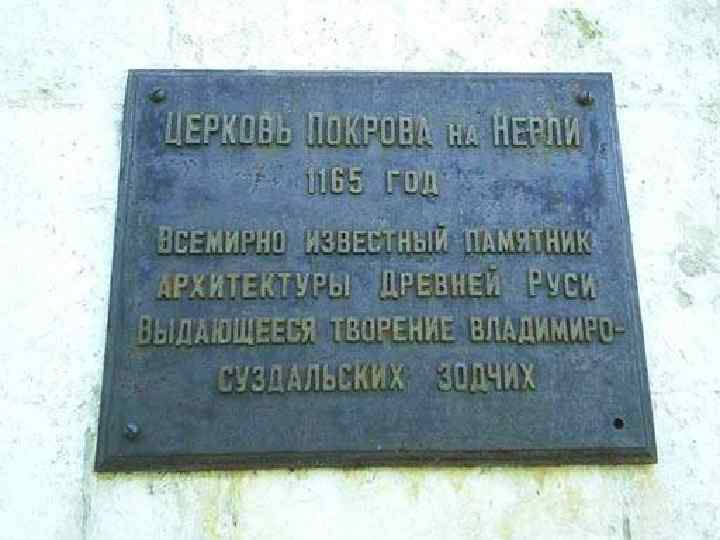 Церковь Покрова на Нерли
1165 год
Всемирно известный памятник
архитектуры Древней Руси
Выдающееся творение владимиро-
суздальских зодчих